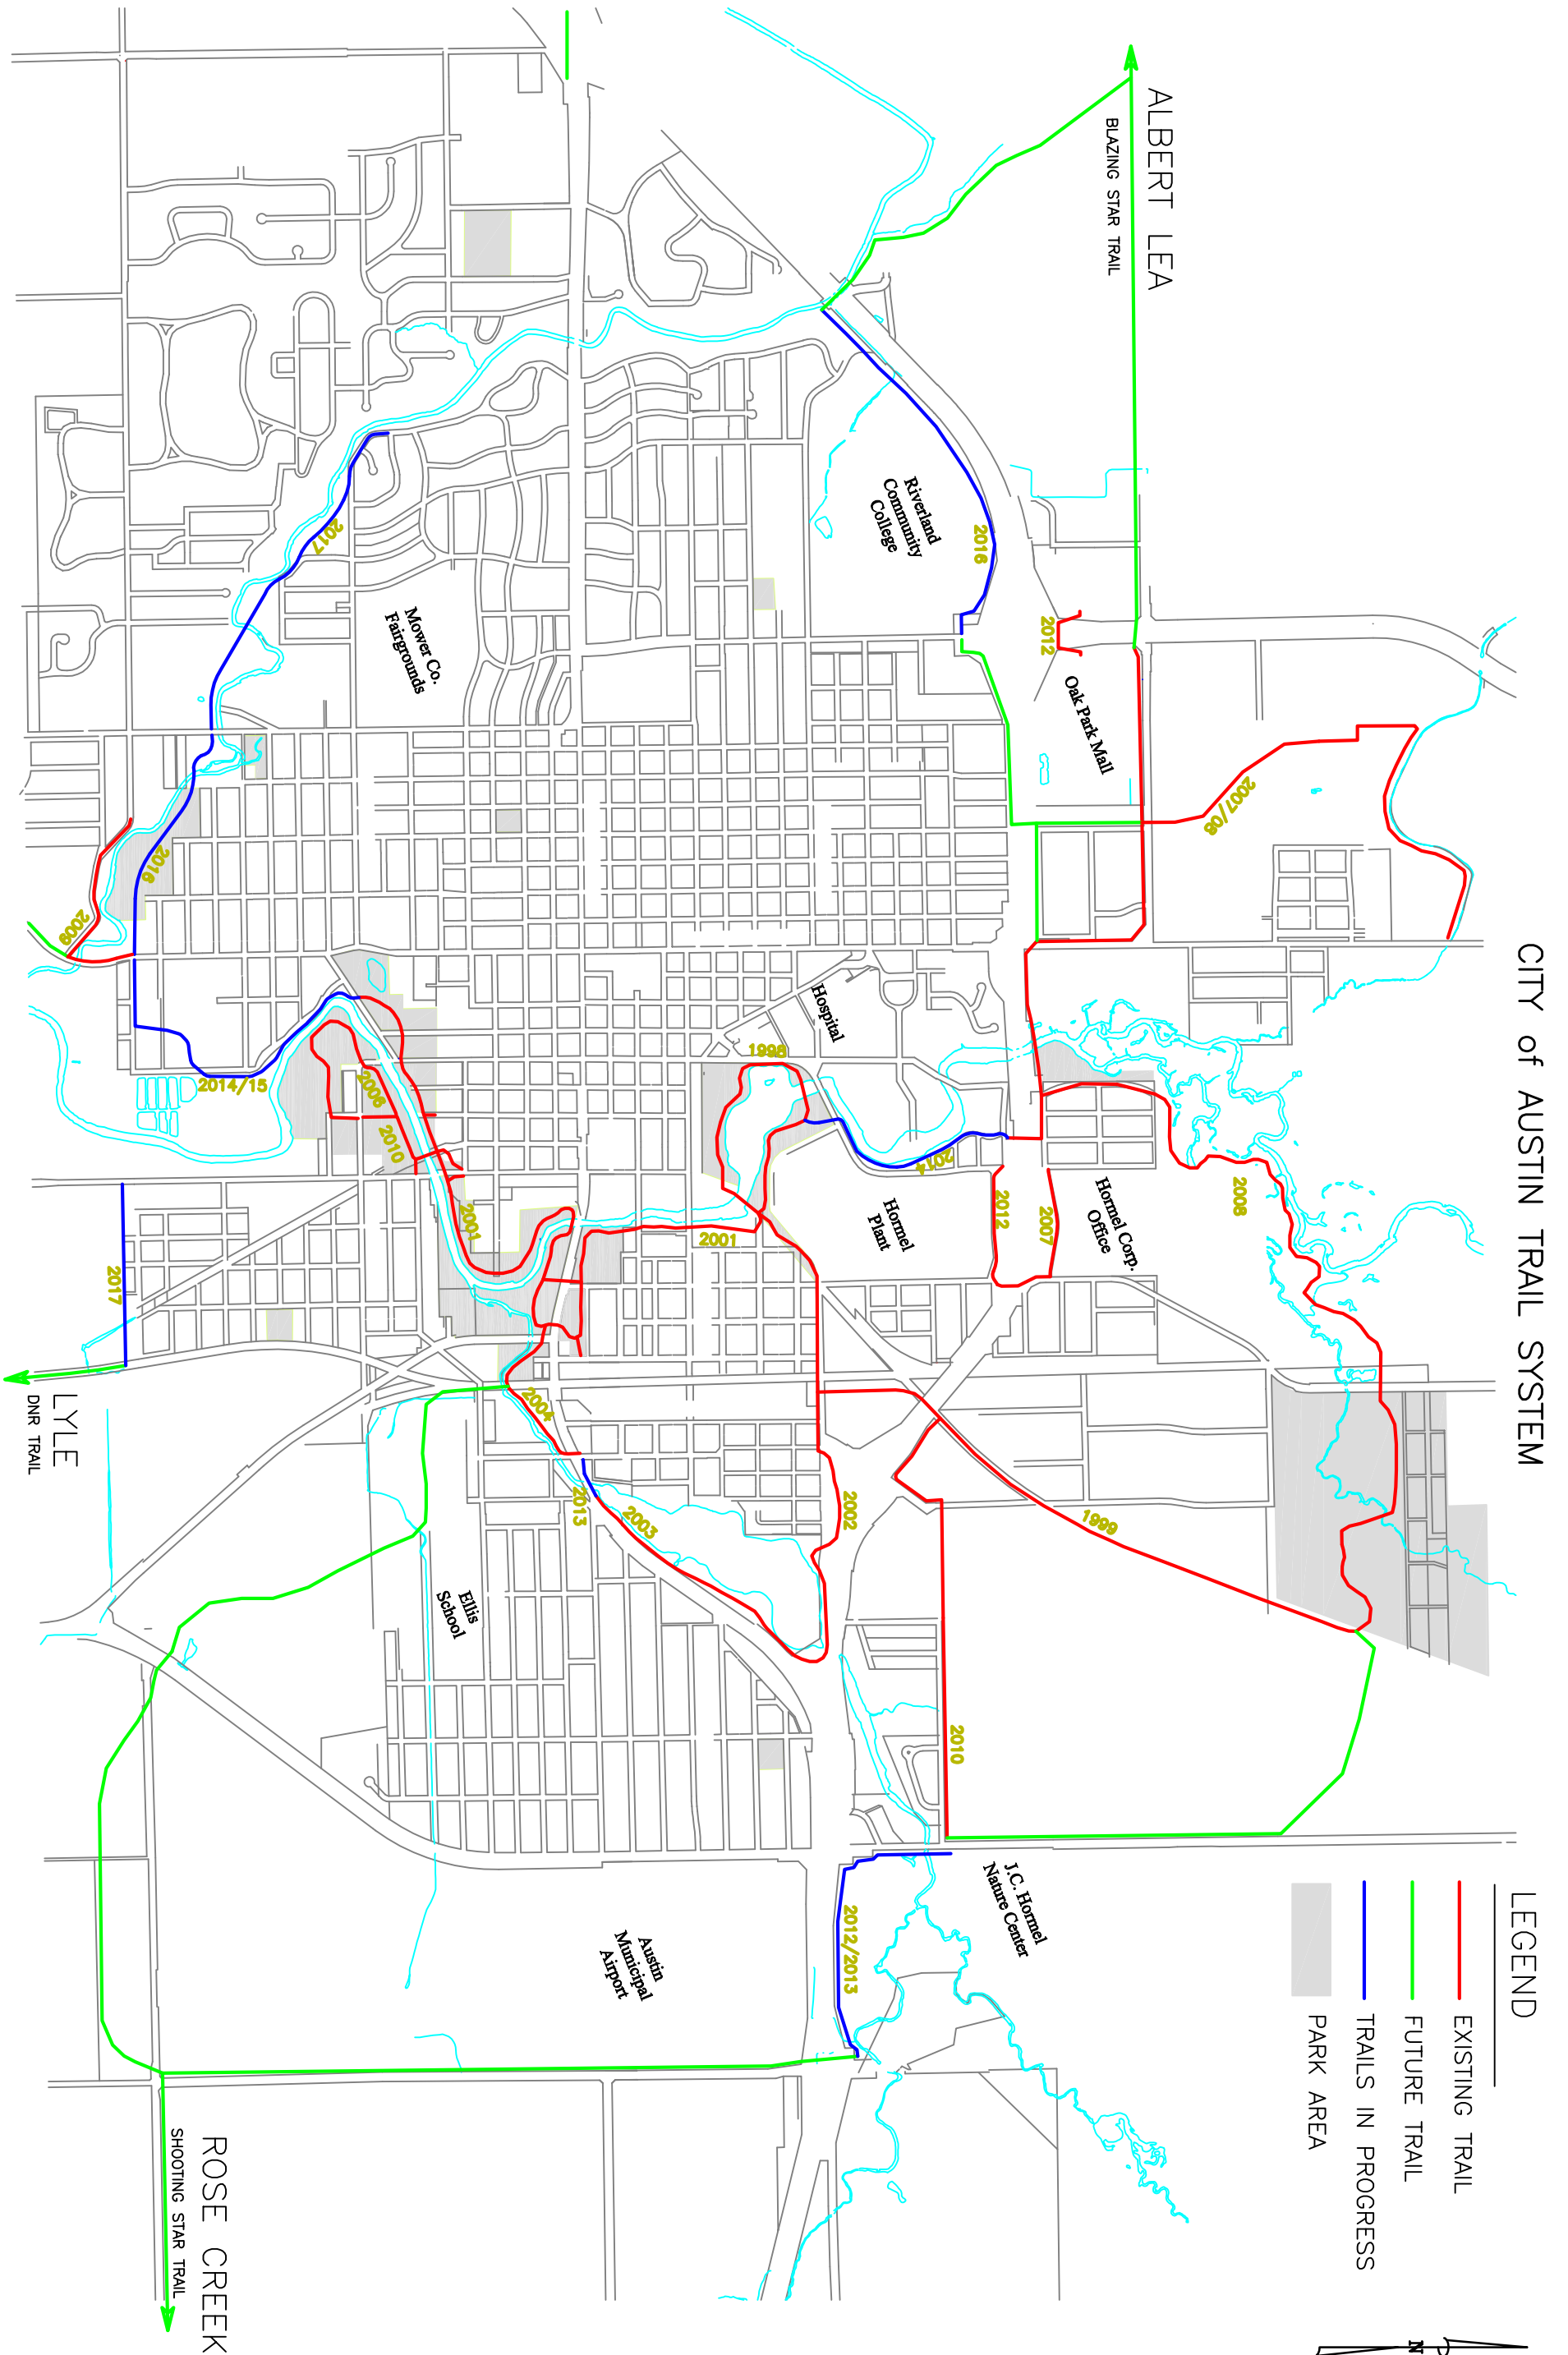 CITY of AUSTIN TRAIL SYSTEM
ALBERT LEA
BLAZING STAR TRAIL
LEGEND
EXISTING TRAIL
FUTURE TRAIL
TRAILS IN PROGRESS
PARK AREA
N
2012
Oak Park Mall
2007/08
2016
Riverland
Community
College
Hospital
1998
2014
Hormel
Plant
2012
2007
Hormel Corp.
Office
2008
2001
2002
1999
2010
J.C. Hormel
Nature Center
2012/2013
Mower Co.
Fairgrounds
2017
2016
2009
2014/15
2006
2010
2001
2004
2013
2003
Ellis
School
Austin
Municipal
Airport
2017
LYLE
DNR TRAIL
ROSE CREEK
SHOOTING STAR TRAIL